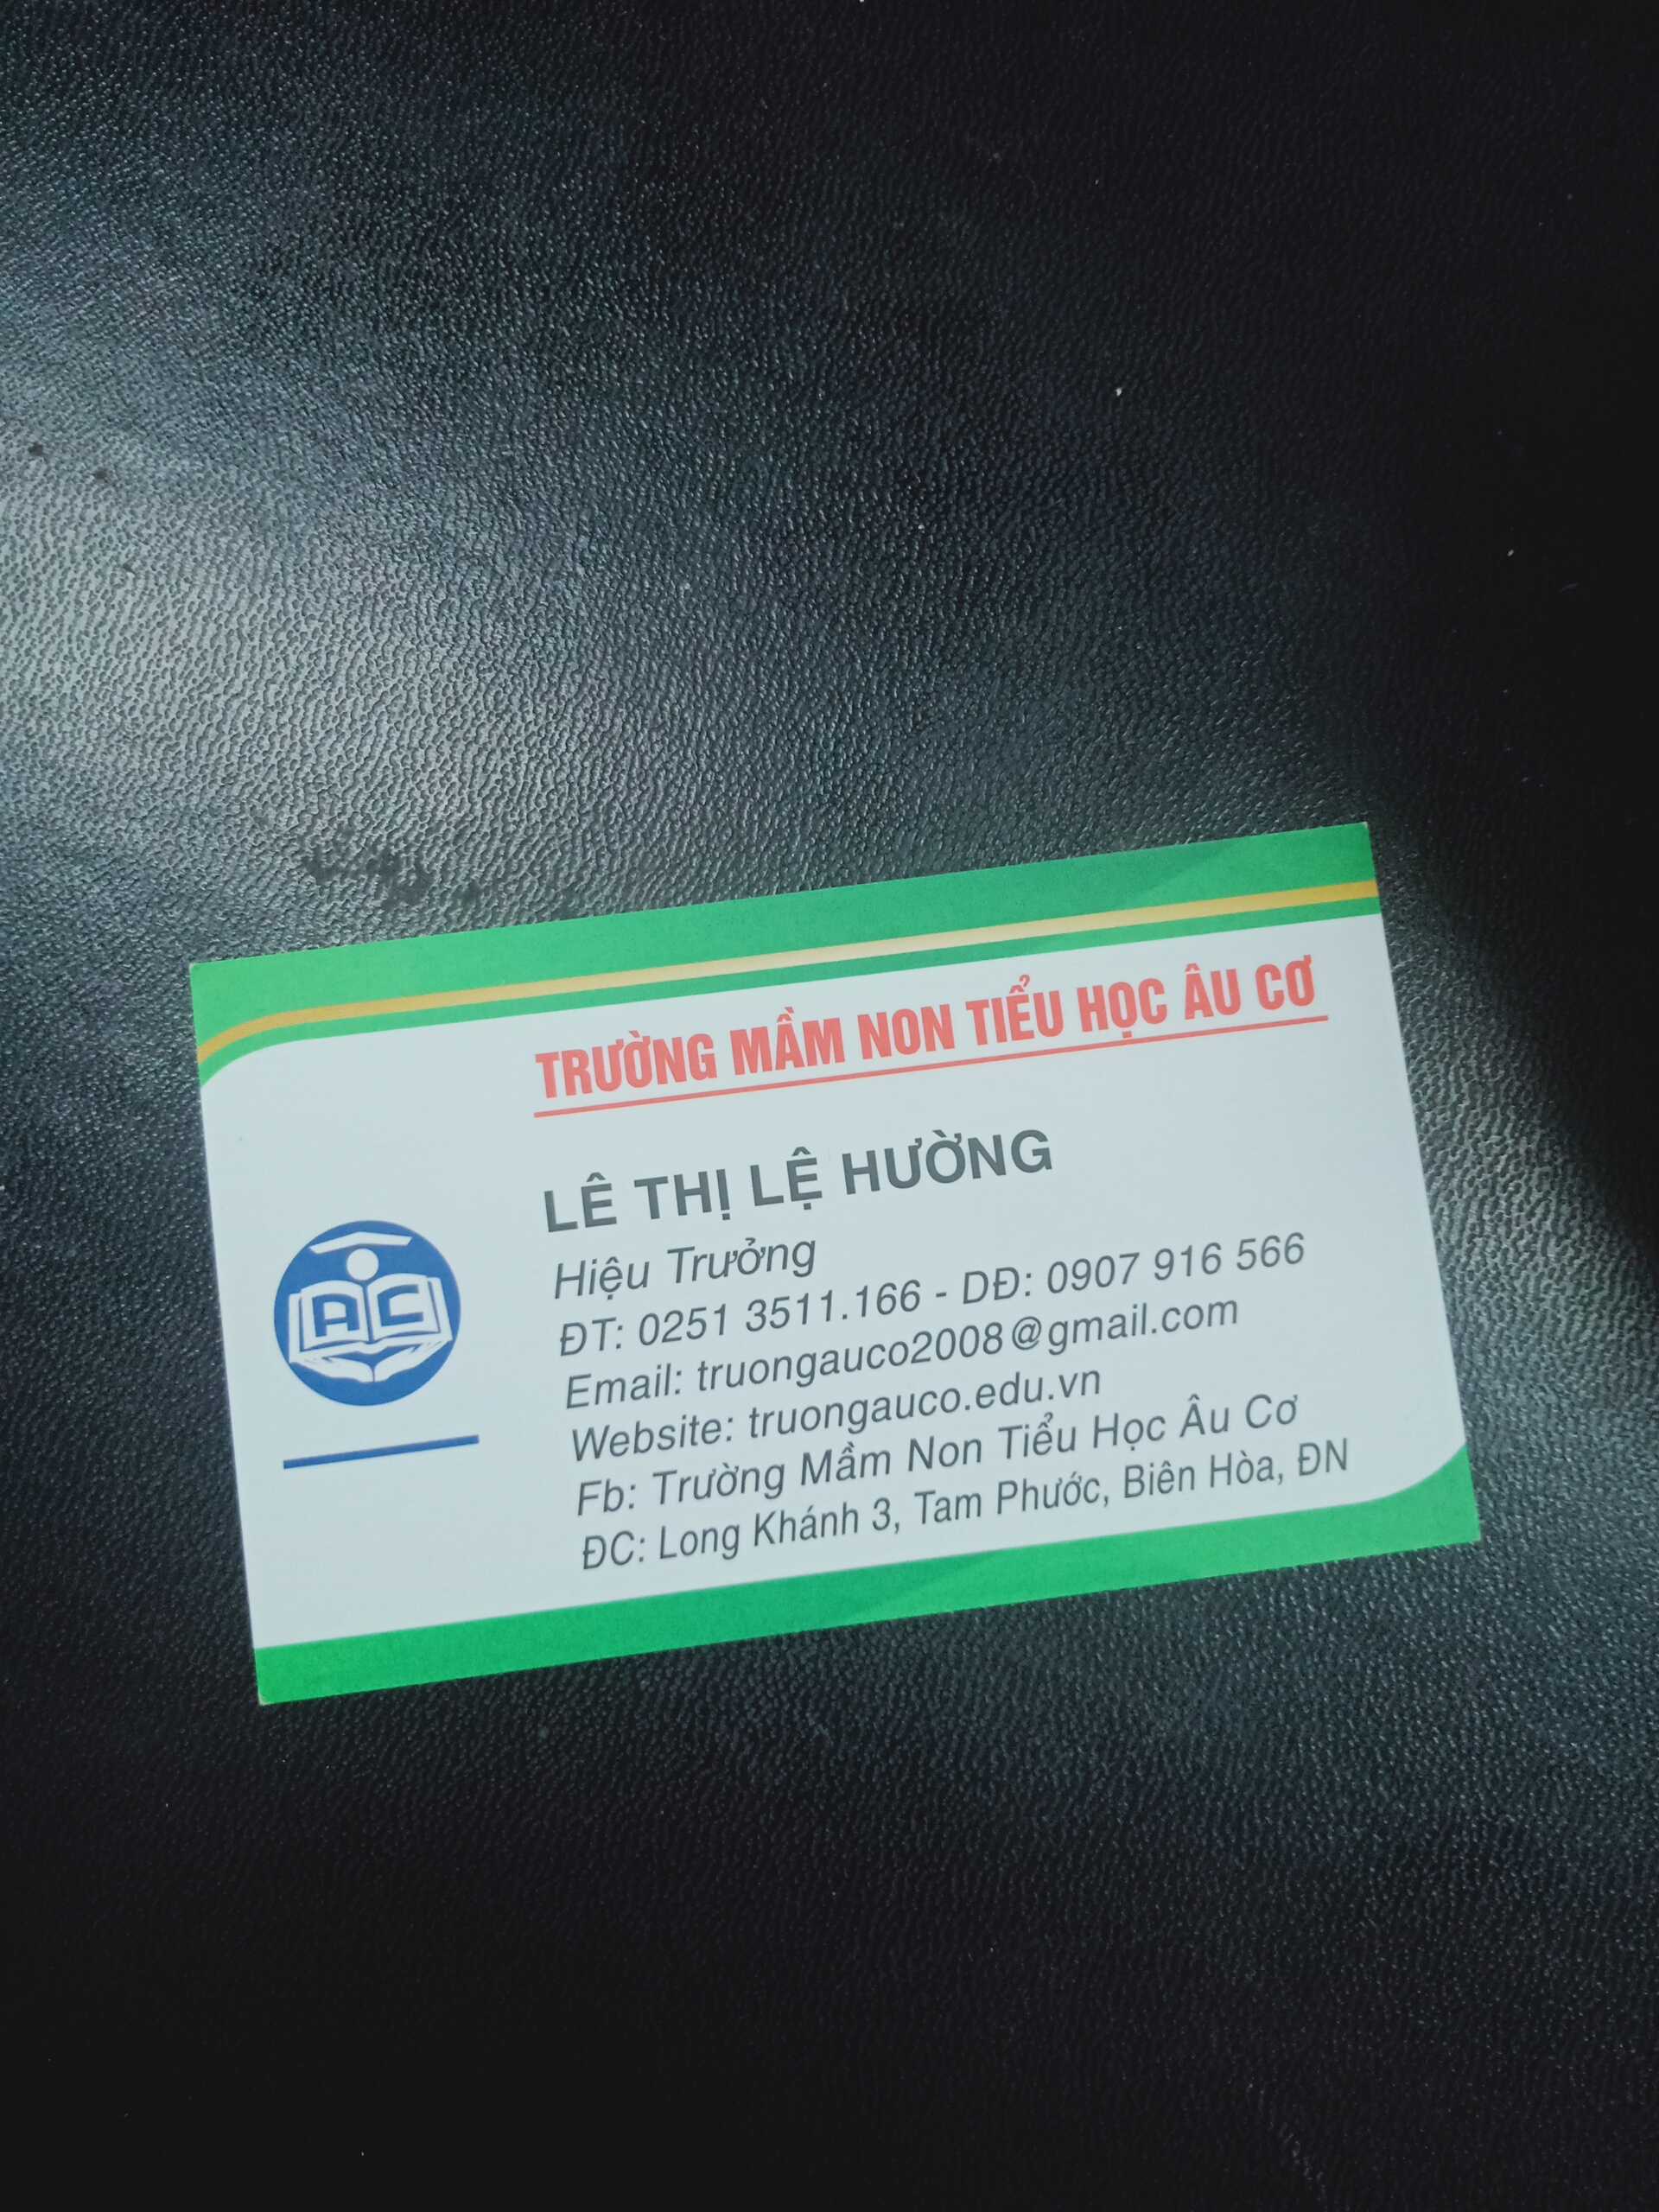 TRƯỜNG MẦM NON TIỂU HỌC ÂU CƠ
LÊ THỊ LỆ HƯỜNG
Hiệu Trưởng
ĐT: 0251 3511.166 - DĐ: 0907 916 566
Email: truongauco2008@gmail.com
Website: truongauco.edu.vn
Fb: Trường Mầm Non Tiểu Học Âu Cơ
ĐC: Long Khánh 3, Tam Phước, Biên Hòa, ĐN
AC